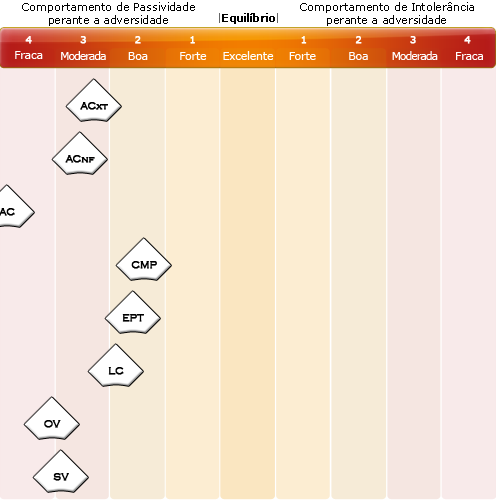 Comportamento de Passividade
perante a adversidade
|Equilíbrio|
Comportamento de Intolerância
perante a adversidade
4 3 2 1 1 2 3 4
Fraca Moderada Boa Forte Excelente Forte Boa Moderada Fraca
ACXT
ACNF
AC
CMP
EPT
LC
OV
SV